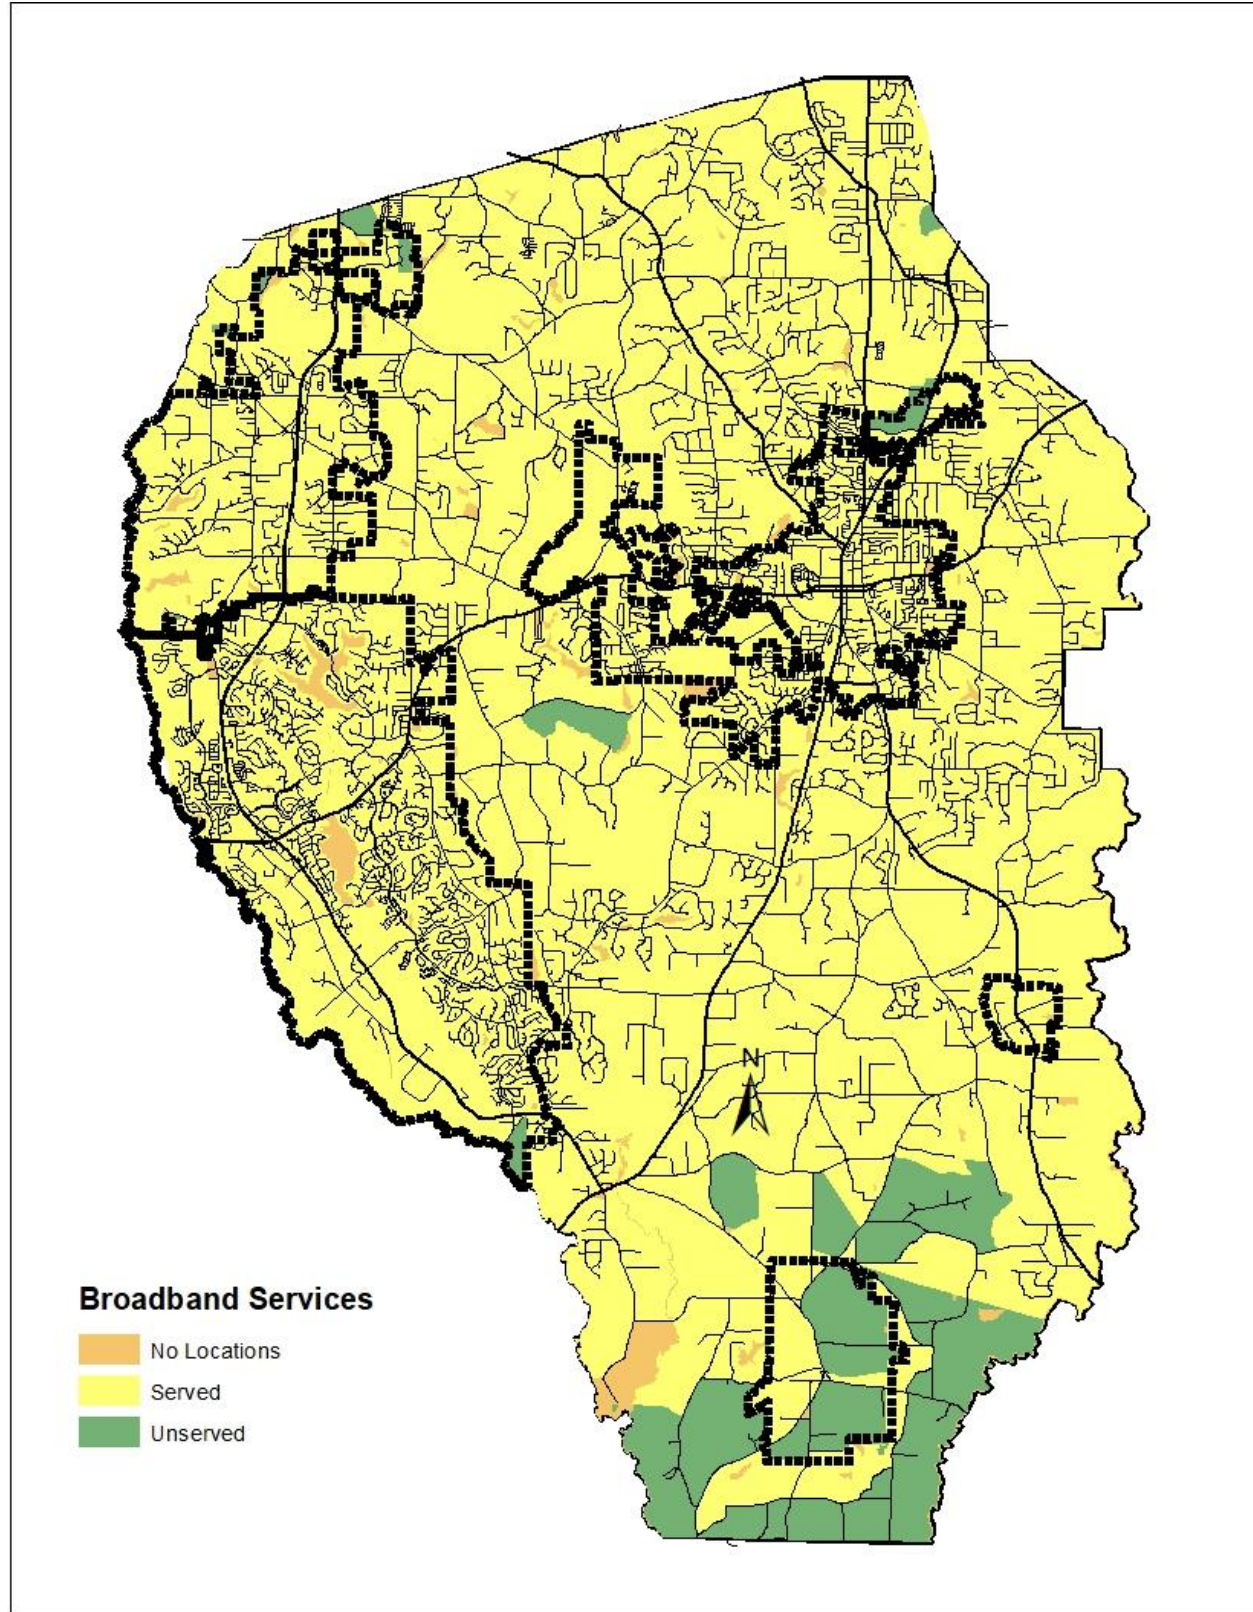 N
Broadband Services
No Locations
Served
Unserved